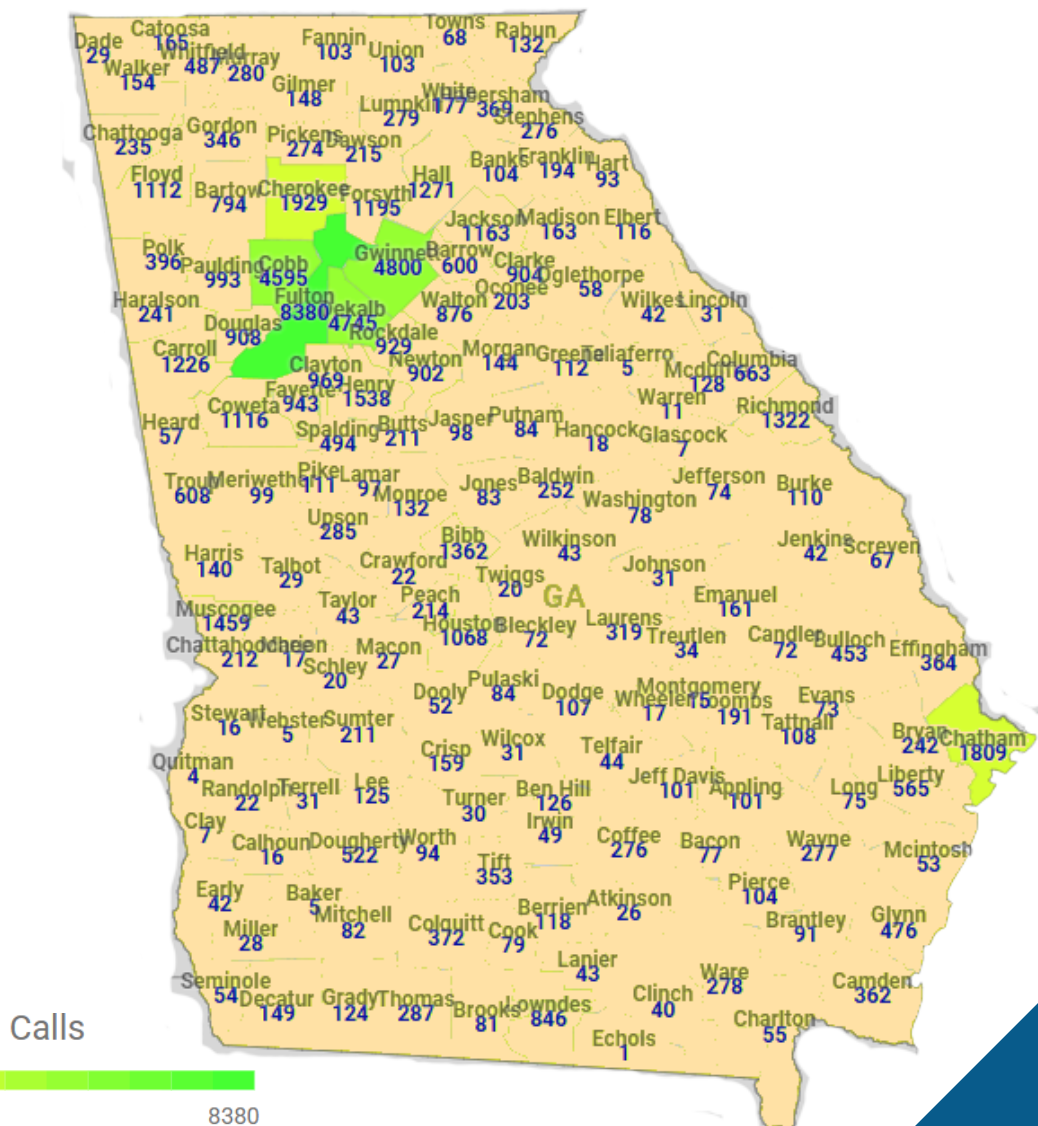 Towns
68
Rabun
132
Catoosa
165
Fannin
103
Union
103
Dade
29
Whitfield
487
Murray
280
Walker
154
Gilmer
148
White
177
Habersham
369
Lumpkin
279
Stephens
276
Chattooga
235
Gordon
346
Pickens
274
Dawson
215
Banks
104
Franklin
194
Hart
93
Floyd
1112
Bartow
794
Cherokee
1929
Forsyth
1195
Hall
1271
Jackson
1163
Madison
163
Elbert
116
Polk
396
Paulding
993
Cobb
4595
Gwinnett
4800
Barrow
600
Clarke
904
Oglethorpe
58
Oconee
203
Haralson
241
Fulton
8380
Dekalb
4745
Walton
876
Wilkes
42
Lincoln
31
Douglas
908
Rockdale
929
Carroll
1226
Clayton
969
Newton
902
Morgan
144
Greene
112
Taliaferro
5
Mcduffie
128
Columbia
663
Fayette
943
Henry
1538
Warren
11
Richmond
1322
Heard
57
Coweta
1116
Spalding
494
Butts
211
Jasper
98
Putnam
84
Hancock
18
Glascock
7
Troup
608
Meriwether
99
Pike
111
Lamar
97
Monroe
132
Jones
83
Baldwin
252
Washington
78
Jefferson
74
Burke
110
Upson
285
Bibb
1362
Wilkinson
43
Jenkins
42
Screven
67
Harris
140
Talbot
29
Crawford
22
Twiggs
20
Johnson
31
GA
Muscogee
1459
Taylor
43
Peach
214
Emanuel
161
Houston
1068
Bleckley
72
Laurens
319
Treutlen
34
Candler
72
Bulloch
453
Effingham
364
Chattahoochee
212
Marion
17
Schley
20
Macon
27
Dooly
52
Pulaski
84
Dodge
107
Wheeler
17
Montgomery
15
Toombs
191
Evans
73
Tattnall
108
Stewart
16
Webster
5
Sumter
211
Crisp
159
Wilcox
31
Telfair
44
Bryan
242
Chatham
1809
Quitman
4
Randolph
22
Terrell
31
Lee
125
Turner
30
Ben Hill
126
Jeff Davis
101
Appling
101
Long
75
Liberty
565
Clay
7
Calhoun
16
Dougherty
522
Worth
94
Irwin
49
Coffee
276
Bacon
77
Wayne
277
Mcintosh
53
Tift
353
Early
42
Baker
5
Mitchell
82
Miller
28
Colquitt
372
Cook
79
Berrien
118
Atkinson
26
Pierce
104
Brantley
91
Glynn
476
Lanier
43
Ware
278
Camden
362
Seminole
54
Decatur
149
Grady
124
Thomas
287
Brooks
81
Lowndes
846
Clinch
40
Charlton
55
Echols
1
Calls
8380